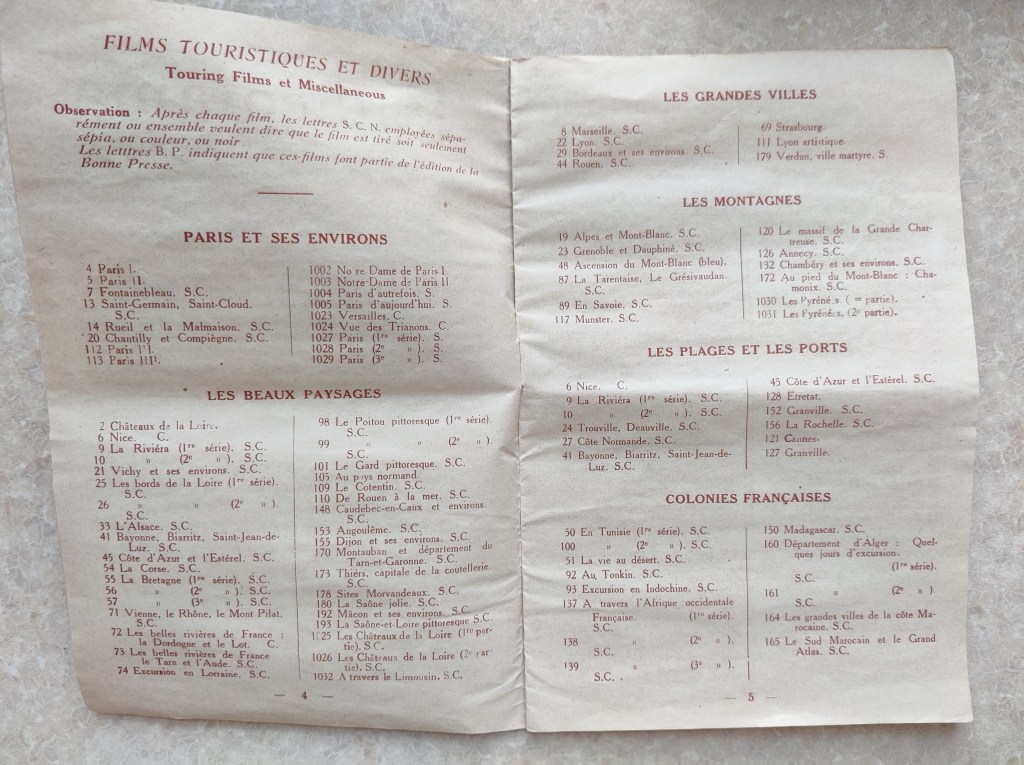 FILMS TOURISTIQUES ET DIVERS
Touring Films et Miscellaneous
Observation : Après chaque film, les lettres S. C. N. employées sépa-
rément ou ensemble veulent dire que le film est tiré soit seulement
sépia, ou couleur, ou noir
Les letttres B. P. indiquent que ces films font partie de l'édition de la
Bonne Presse.
PARIS ET SES ENVIRONS
4 Paris I.
5 Paris II.
7 Fontainebleau. S.C.
13 Saint-Germain, Saint-Cloud.
S.C.
14 Rueil et la Malmaison. S.C.
20 Chantilly et Compiègne. S.C.
112 Paris I I.
113 Paris III.
1002 No re-Dame de Paris I.
1003 Notre-Dame de Paris II.
1004 Paris d'autrefois. S.
1005 Paris d'aujourd'hui. S.
1023 Versailles. C.
1024 Vue des Trianons. C.
1027 Paris (1re série). S.
1028 Paris (2e » ). S.
1029 Paris (3e » ). S.
LES BEAUX PAYSAGES
2 Châteaux de la Loire.
6 Nice. C.
9 La Riviéra (1re série). S.C.
10 » (2e » ). S.C.
21 Vichy et ses environs. S.C.
25 Les bords de la Loire (1re série).
S.C.
26 » » (2e » ).
S.C.
33 L'Alsace. S.C.
41 Bayonne, Biarritz, Saint-Jean-de-
Luz. S.C.
45 Côte d'Azur et l'Estérel. S.C.
54 La Corse. S.C.
55 La Bretagne (1re série). S.C.
56 » (2e » ). S.C.
57 » (3e » ). S.C.
71 Vienne, le Rhône, le Mont Pilat.
S.C.
72 Les belles rivières de France :
la Dordogne et le Lot. C.
73 Les belles rivières de France
le Tarn et l'Aude. S.C.
74 Excursion en Lorraine. S.C.
98 Le Poitou pittoresque (1re série).
S.C.
99 » » (2e » ).
S.C.
101 Le Gard pittoresque. S.C.
105 Au pays normand
109 Le Cotentin. S.C.
110 De Rouen à la mer. S.C.
148 Caudebec-en-Caux et environs.
S.C.
153 Angoulême. S.C.
155 Dijon et ses environs. S.C.
170 Montauban et département du
Tarn-et-Garonne. S.C.
173 Thiérs, capitale de la coutellerie.
S.C.
178 Sites Morvandeaux. S.C.
180 La Saône jolie. S.C.
192 Mâcon et ses environs. S.C.
193 La Saône-et-Loire pittoresque S.C.
1025 Les Châteaux de la Loire (1re par-
tie). S.C.
1026 Les Châteaux de la Loire (2e par-
tie). S.C.
1032 A travers le Limousin. S.C.
— 4 —
LES GRANDES VILLES
8 Marseille. S.C.
22 Lyon. S.C.
29 Bordeaux et ses environs. S.C.
44 Rouen. S.C.
69 Strasbourg.
111 Lyon artistique.
179 Verdun, ville martyre. S.
LES MONTAGNES
19 Alpes et Mont-Blanc. S.C.
23 Grenoble et Dauphiné. S.C.
48 Ascension du Mont-Blanc (bleu).
87 La Tarentaise, Le Grésivaudan.
S.C.
89 En Savoie. S.C.
117 Munster. S.C.
120 Le massif de la Grande Char-
treuse. S.C.
126 Annecy. S.C.
132 Chambéry et ses environs. S.C.
172 Au pied du Mont-Blanc : Cha-
monix. S.C.
1030 Les Pyréné.s. ( re partie).
1031 Les Pyrénées. (2e partie).
LES PLAGES ET LES PORTS
6 Nice. C.
9 La Riviéra (1re série). S.C.
10 » (2e » ). S.C.
24 Trouville, Deauville. S.C.
27 Côte Normande. S.C.
41 Bayonne, Biarritz, Saint-Jean-de-
Luz. S.C.
45 Côte d'Azur et l'Estérel. S.C.
128 Etretat.
152 Granville. S.C.
156 La Rochelle. S.C.
121 Cannes.
127 Granville.
COLONIES FRANÇAISES
50 En Tunisie (1re série). S.C.
100 » (2e » ). S.C.
51 La vie au désert. S.C.
92 Au Tonkin. S.C.
93 Excursion en Indochine. S.C.
137 A travers l'Afrique occidentale
Française. (1re série).
S.C.
138 » (2e » ).
S.C.
139 » (3e » ).
S.C.
150 Madagascar. S.C.
160 Département d'Alger : Quel-
ques jours d'excursion.
(1re série).
S.C.
161 » (2e » ).
S.C.
164 Les grandes villes de la côte Ma-
rocaine. S.C.
165 Le Sud Marocain et le Grand
Atlas. S.C.
— 5 —